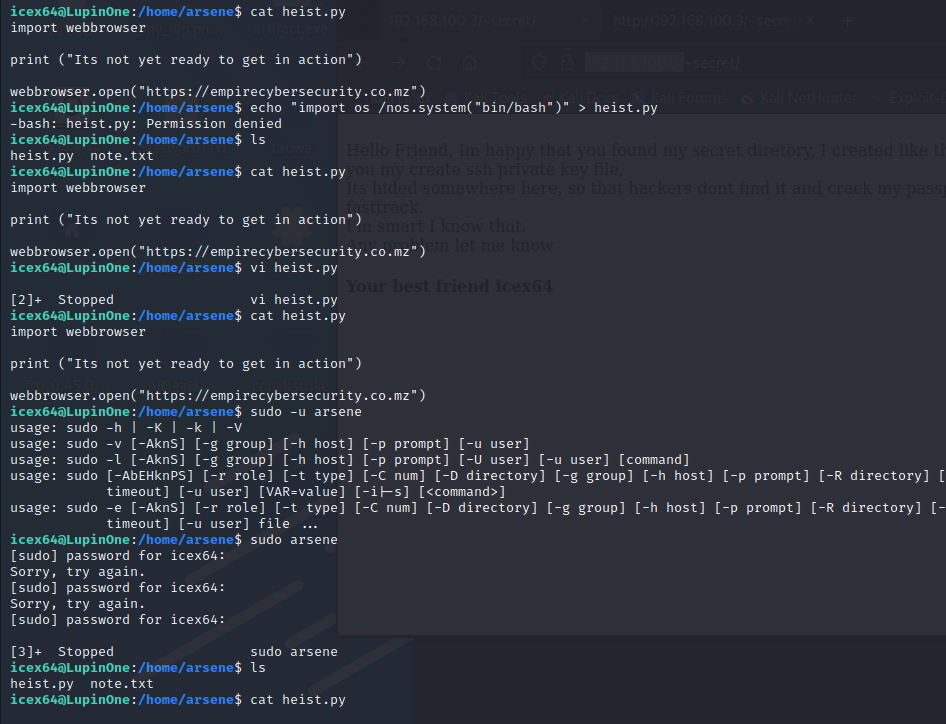 icex64@LupinOne:/home/arsene$ cat heist.py
import webbrowser
print ("Its not yet ready to get in action")
webbrowser.open("https://empirecybersecurity.co.mz")
icex64@LupinOne:/home/arsene$ echo "import os /nos.system("bin/bash")" > heist.py
-bash: heist.py: Permission denied
icex64@LupinOne:/home/arsene$ ls
heist.py  note.txt
icex64@LupinOne:/home/arsene$ cat heist.py
import webbrowser
print ("Its not yet ready to get in action")
webbrowser.open("https://empirecybersecurity.co.mz")
icex64@LupinOne:/home/arsene$ vi heist.py
[2]+  Stopped                 vi heist.py
icex64@LupinOne:/home/arsene$ cat heist.py
import webbrowser
print ("Its not yet ready to get in action")
webbrowser.open("https://empirecybersecurity.co.mz")
icex64@LupinOne:/home/arsene$ sudo -u arsene
usage: sudo -h | -K | -k | -V
usage: sudo -v [-AknS] [-g group] [-h host] [-p prompt] [-u user]
usage: sudo -l [-AknS] [-g group] [-h host] [-p prompt] [-U user] [-u user] [command]
usage: sudo [-AbEHknPS] [-r role] [-t type] [-C num] [-D directory] [-g group] [-h host] [-p prompt] [-R directory] [
            timeout] [-u user] [VAR=value] [-i|-s] [<command>]
usage: sudo -e [-AknS] [-r role] [-t type] [-C num] [-D directory] [-g group] [-h host] [-p prompt] [-R directory] [-
            timeout] [-u user] file ...
icex64@LupinOne:/home/arsene$ sudo arsene
[sudo] password for icex64:
Sorry, try again.
[sudo] password for icex64:
Sorry, try again.
[sudo] password for icex64:
[3]+  Stopped                 sudo arsene
icex64@LupinOne:/home/arsene$ ls
heist.py  note.txt
icex64@LupinOne:/home/arsene$ cat heist.py
192.168.100.3/~secret/
http://192.168.100.3/~secret
~secret/
Kali Tools
Kali Docs
Kali Forums
Kali NetHunter
Exploit-
Hello Friend, Im happy that you found my secret diretory, I created like th
you my create ssh private key file,
Its hided somewhere here, so that hackers dont find it and crack my pass
fasttrack.
I'm smart I know that.
Any problem let me know
Your best friend icex64